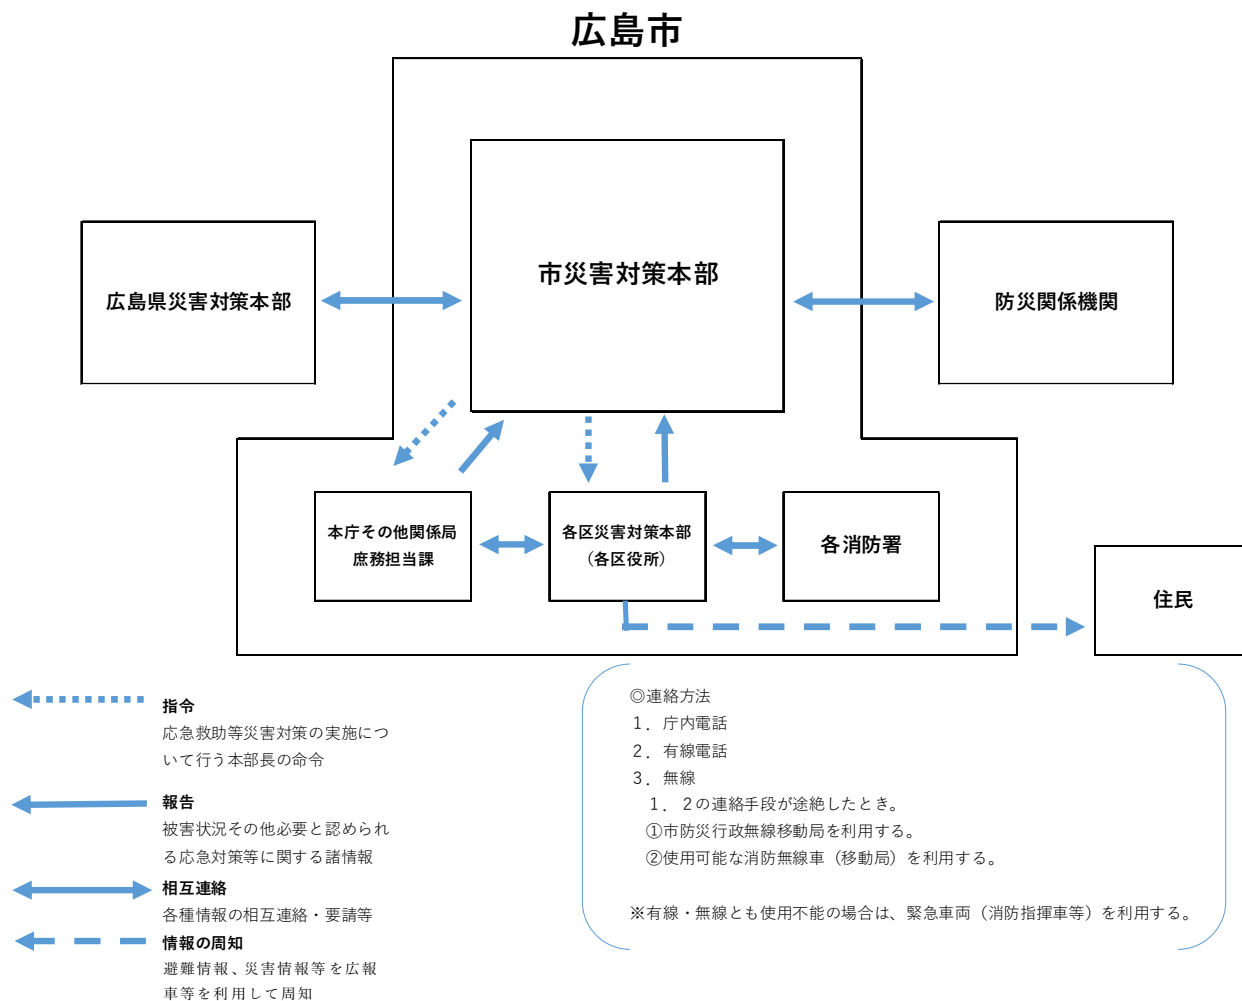 広島市
市災害対策本部
広島県災害対策本部
防災関係機関
本庁その他関係局
庶務担当課
各区災害対策本部
（各区役所）
各消防署
住民
指令
応急救助等災害対策の実施につ
いて行う本部長の命令
報告
被害状況その他必要と認められ
る応急対策等に関する諸情報
相互連絡
各種情報の相互連絡・要請等
情報の周知
避難情報、災害情報等を広報
車等を利用して周知
◎連絡方法
１．庁内電話
２．有線電話
３．無線
１．２の連絡手段が途絶したとき。
①市防災行政無線移動局を利用する。
②使用可能な消防無線車（移動局）を利用する。
※有線・無線とも使用不能の場合は、緊急車両（消防指揮車等）を利用する。